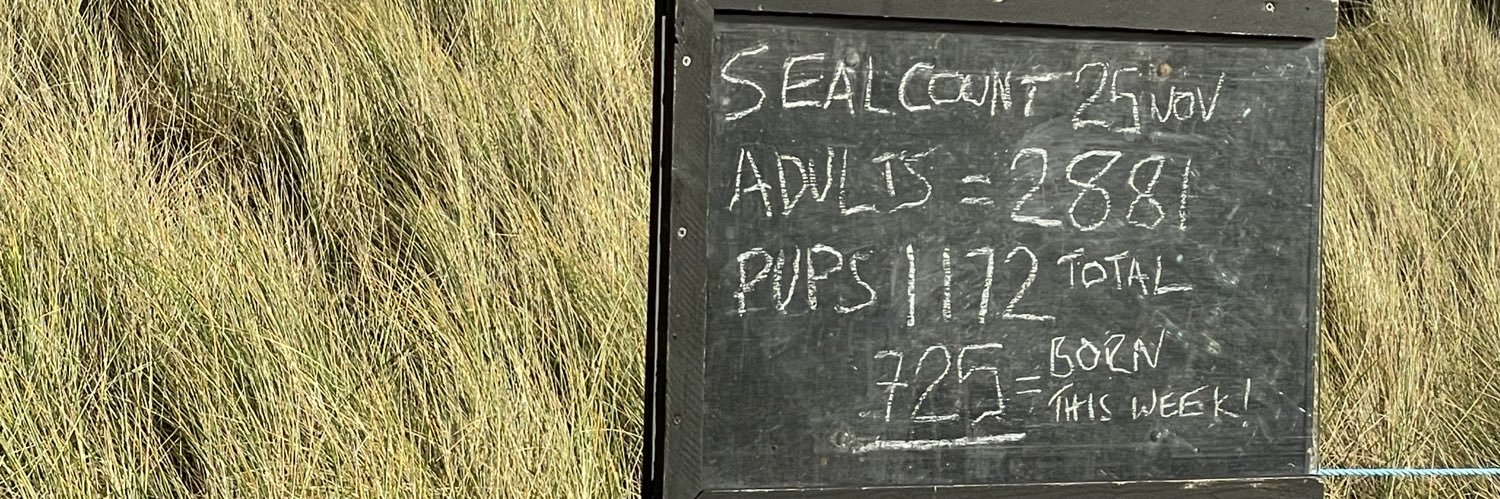 SEAL COUNT 25 NOV.
ADULTS = 2881
PUPS 1172 TOTAL
725 = BORN
THIS WEEK!